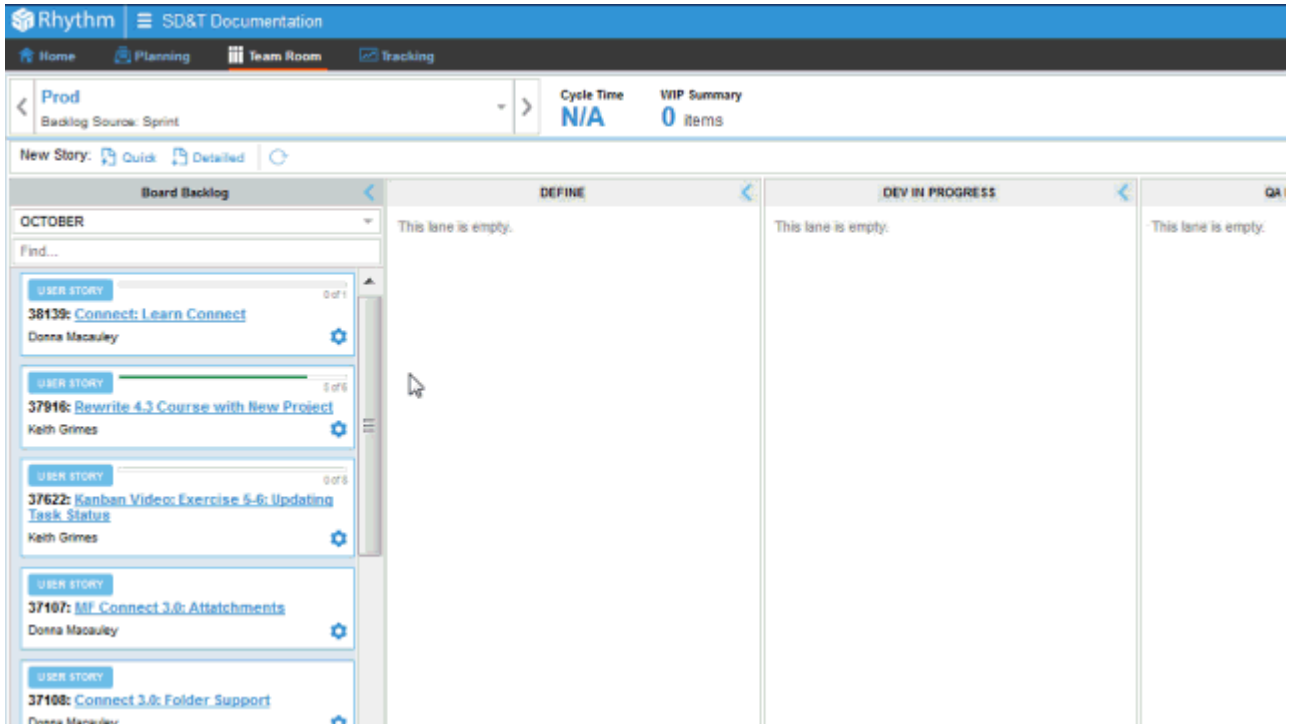 Rhythm SD&T Documentation
Home Planning Team Room Tracking
Prod
Backlog Source: Sprint
Cycle Time
N/A
WIP Summary
0 items
New Story: Quick Detailed
Board Backlog
DEFINE
DEV IN PROGRESS
QA
OCTOBER
Find...
This lane is empty.
This lane is empty.
This lane is empty.
USER STORY
0 of 1
38139: Connect: Learn Connect
Donna Macauley
USER STORY
5 of 6
37916: Rewrite 4.3 Course with New Project
Keith Grimes
USER STORY
0 of 8
37622: Kanban Video: Exercise 5-6: Updating
Task Status
Keith Grimes
USER STORY
37107: MF Connect 3.0: Attatchments
Donna Macauley
USER STORY
37108: Connect 3.0: Folder Support
Donna Macauley